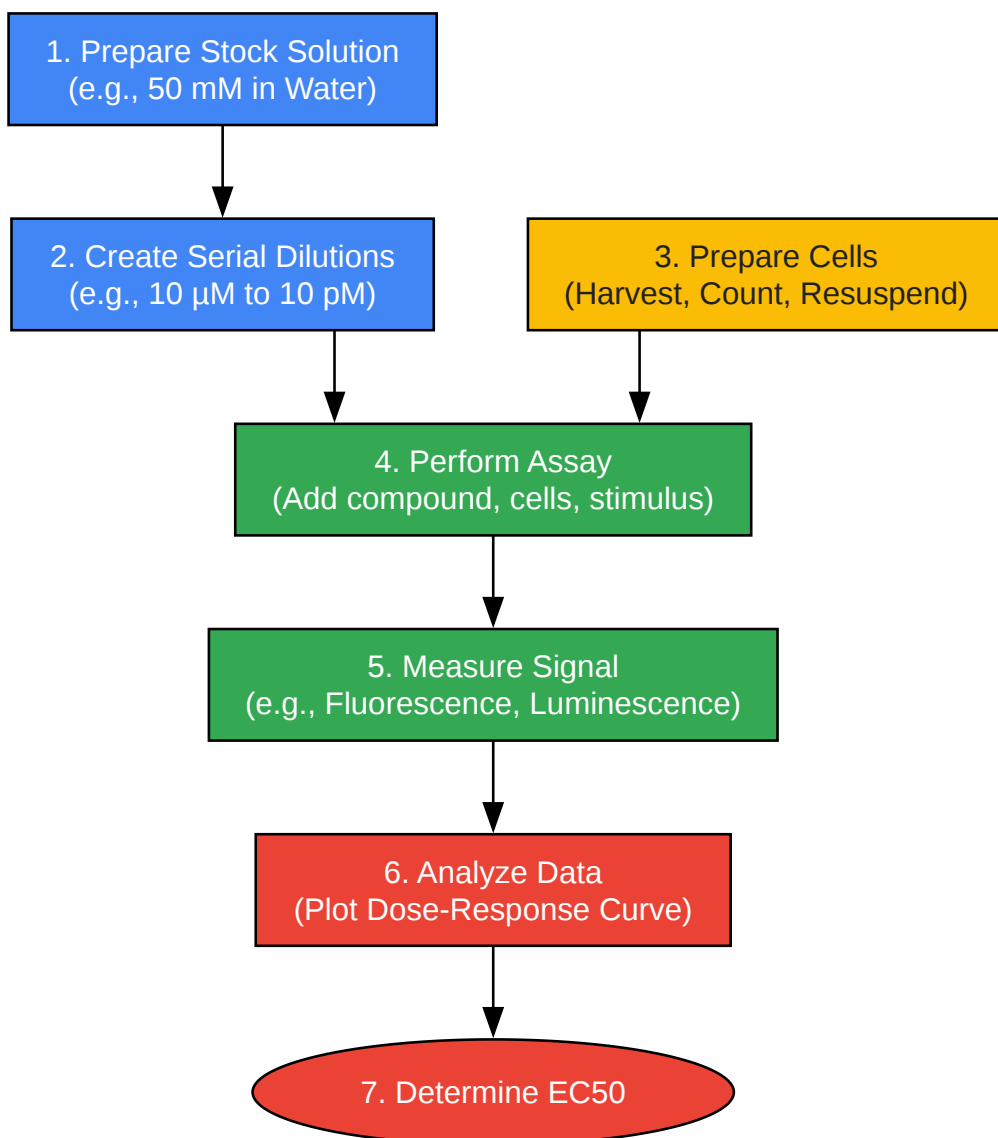 1. Prepare Stock Solution
(e.g., 50 mM in Water)
2. Create Serial Dilutions
(e.g., 10 µM to 10 pM)
3. Prepare Cells
(Harvest, Count, Resuspend)
4. Perform Assay
(Add compound, cells, stimulus)
5. Measure Signal
(e.g., Fluorescence, Luminescence)
6. Analyze Data
(Plot Dose-Response Curve)
7. Determine EC50